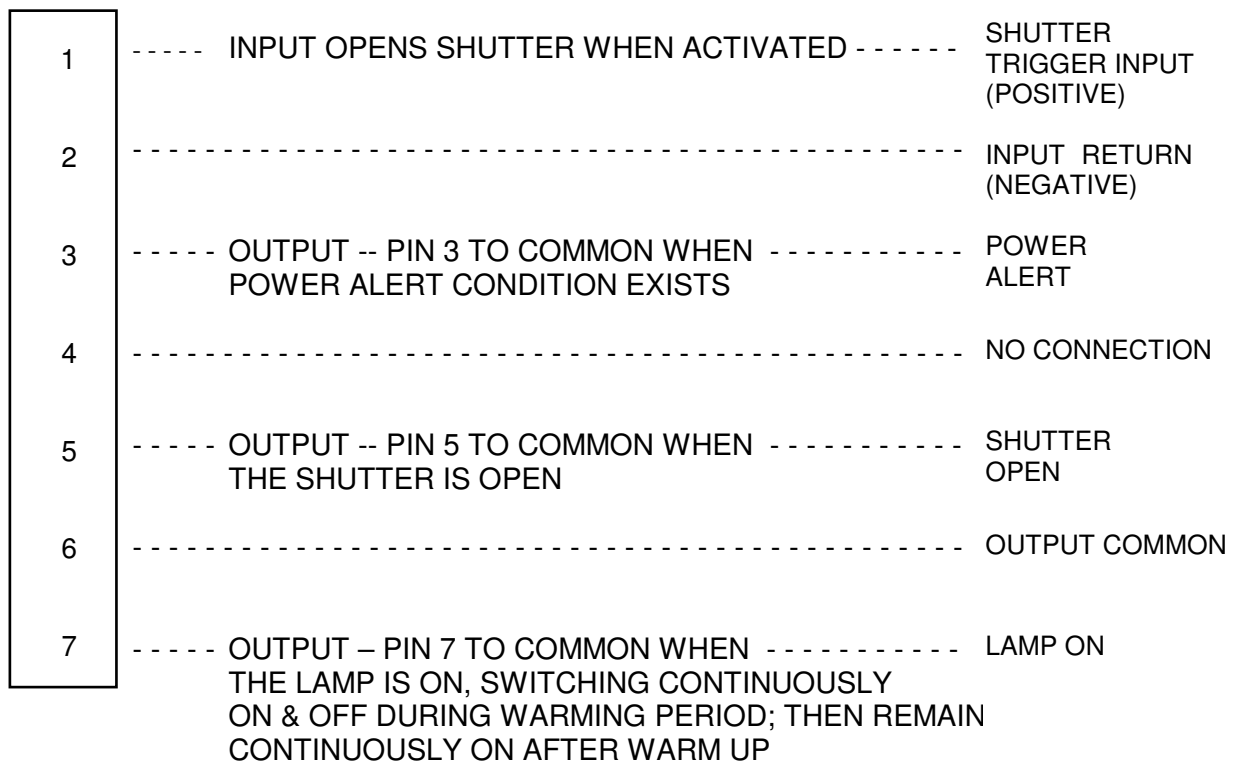 1 - - - - - INPUT OPENS SHUTTER WHEN ACTIVATED - - - - - - SHUTTER
TRIGGER INPUT
(POSITIVE)
2 - - - - - - - - - - - - - - - - - - - - - - - - - - - - - - - - - - - - - - - - - - - - - - INPUT RETURN
(NEGATIVE)
3 - - - - - OUTPUT -- PIN 3 TO COMMON WHEN - - - - - - - - - - - POWER
POWER ALERT CONDITION EXISTS ALERT
4 - - - - - - - - - - - - - - - - - - - - - - - - - - - - - - - - - - - - - - - - - - - - - - NO CONNECTION
5 - - - - - OUTPUT -- PIN 5 TO COMMON WHEN - - - - - - - - - - - SHUTTER
THE SHUTTER IS OPEN OPEN
6 - - - - - - - - - - - - - - - - - - - - - - - - - - - - - - - - - - - - - - - - - - - - - - OUTPUT COMMON
7 - - - - - OUTPUT – PIN 7 TO COMMON WHEN - - - - - - - - - - - LAMP ON
THE LAMP IS ON, SWITCHING CONTINUOUSLY
ON & OFF DURING WARMING PERIOD; THEN REMAIN
CONTINUOUSLY ON AFTER WARM UP